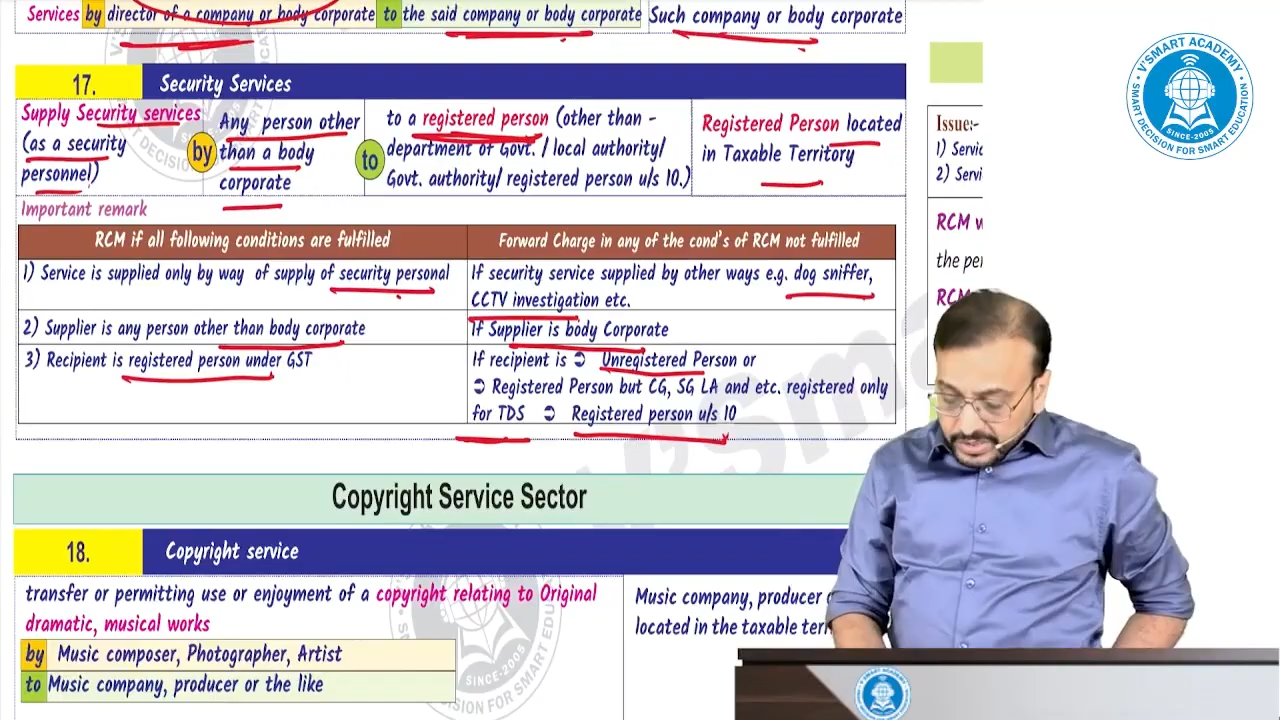 Services by director of a company or body corporate to the said company or body corporate Such company or body corporate
17. Security Services
Supply Security services (as a security personnel)
by
Any person other than a body corporate
to
to a registered person (other than - department of Govt. / local authority/ Govt. authority/ registered person u/s 10.)
Registered Person located in Taxable Territory
Important remark
RCM if all following conditions are fulfilled
Forward Charge in any of the cond's of RCM not fulfilled
1) Service is supplied only by way of supply of security personal
If security service supplied by other ways e.g. dog sniffer,
CCTV investigation etc.
2) Supplier is any person other than body corporate
If Supplier is body Corporate
3) Recipient is registered person under GST
If recipient is ➲ Unregistered Person or
➲ Registered Person but CG, SG LA and etc. registered only
for TDS ➲ Registered person u/s 10
Copyright Service Sector
18. Copyright service
transfer or permitting use or enjoyment of a copyright relating to Original
dramatic, musical works
by Music composer, Photographer, Artist
to Music company, producer or the like
Music company, producer
located in the taxable
Issue:-
1)
2)
RCM
the
RCM
V'SMART ACADEMY
SMART DECISION FOR SMART EDUCATION
SINCE-2005